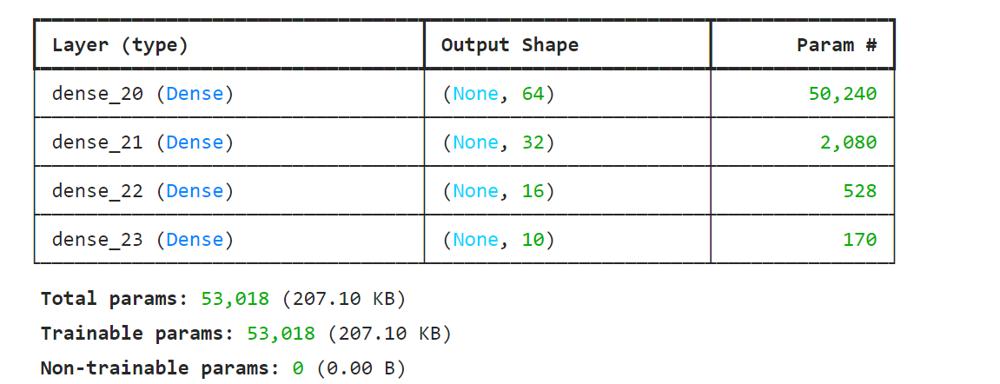 Layer (type) Output Shape Param #
dense_20 (Dense) (None, 64) 50,240
dense_21 (Dense) (None, 32) 2,080
dense_22 (Dense) (None, 16) 528
dense_23 (Dense) (None, 10) 170
Total params: 53,018 (207.10 KB)
Trainable params: 53,018 (207.10 KB)
Non-trainable params: 0 (0.00 B)